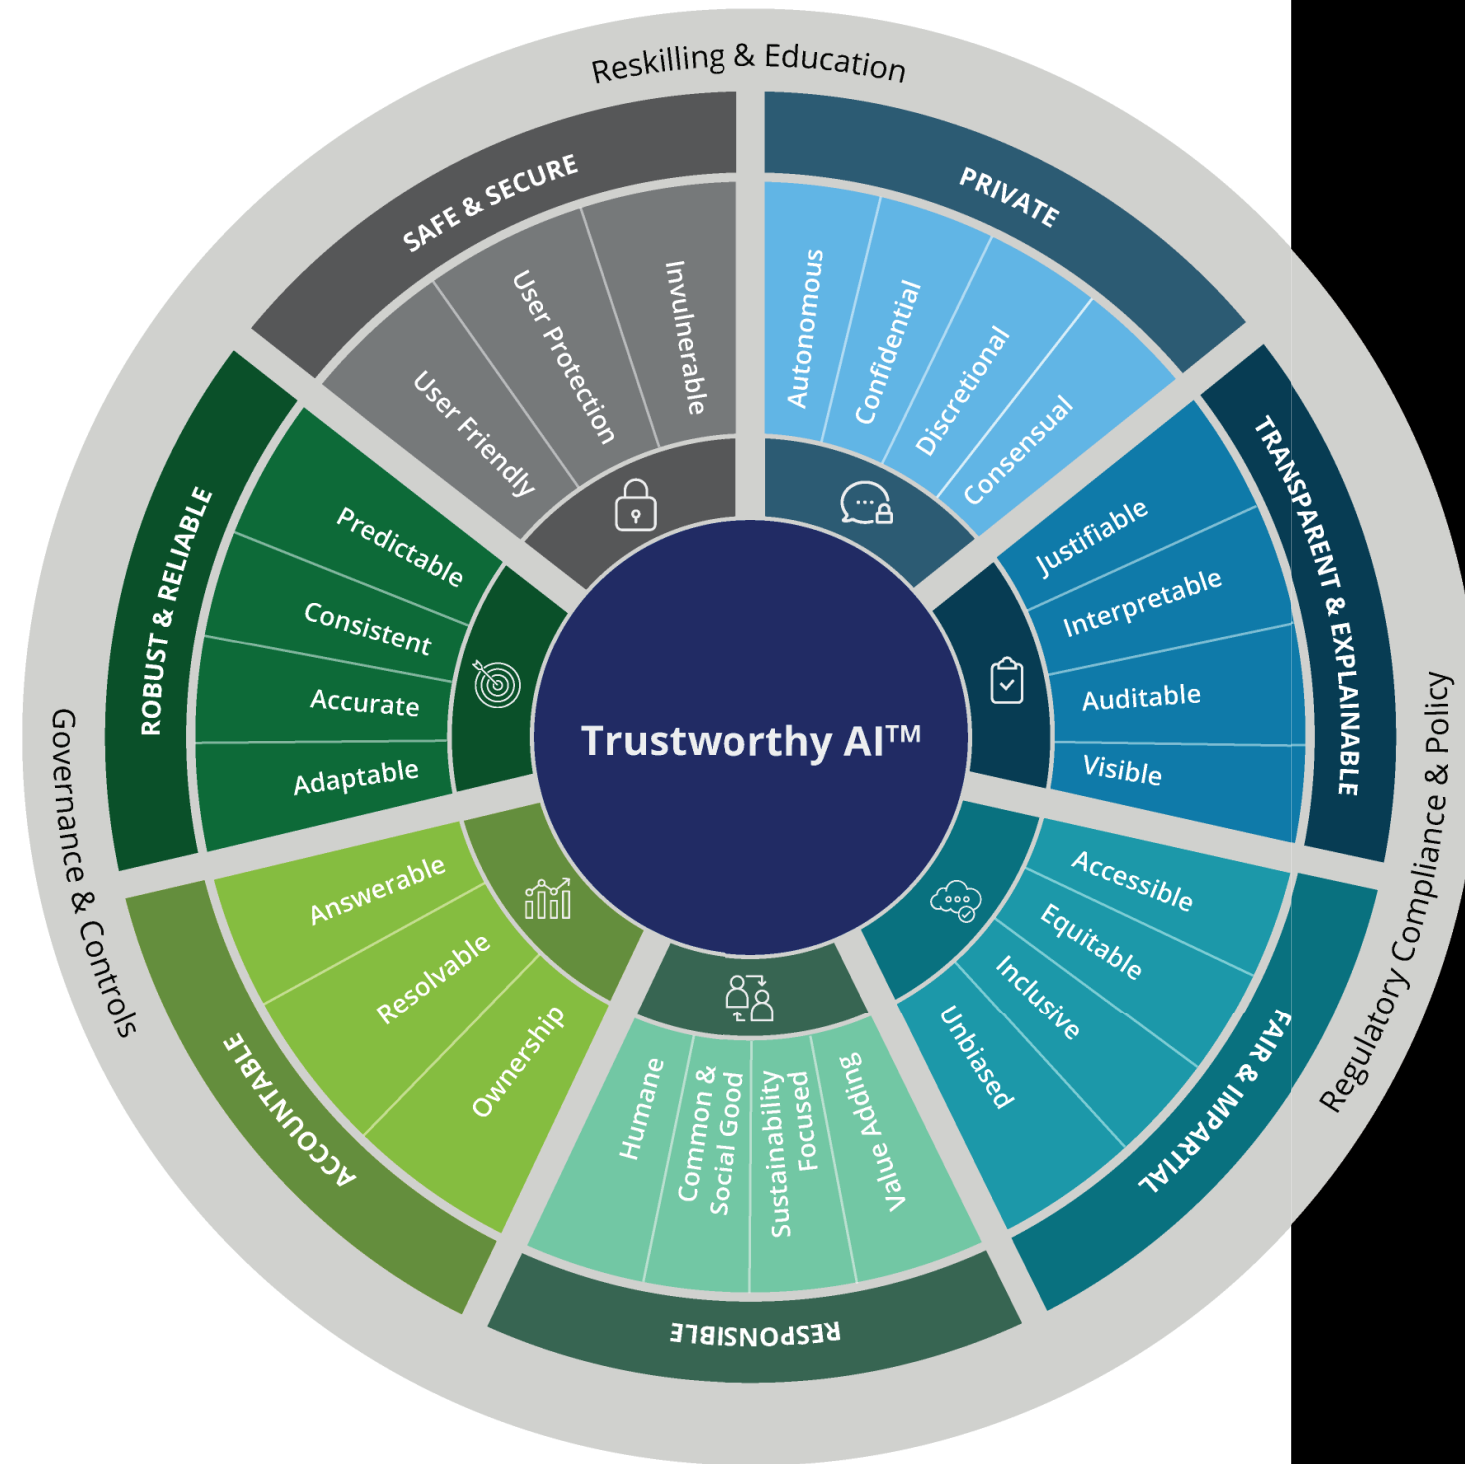 Reskilling & Education
SAFE & SECURE
User Friendly
User Protection
Invulnerable
PRIVATE
Autonomous
Confidential
Discretional
Consensual
TRANSPARENT & EXPLAINABLE
Justifiable
Interpretable
Auditable
Visible
Regulatory Compliance & Policy
FAIR & IMPARTIAL
Accessible
Equitable
Inclusive
Unbiased
RESPONSIBLE
Humane
Common &
Social Good
Sustainability
Focused
Value Adding
ACCOUNTABLE
Answerable
Resolvable
Ownership
Governance & Controls
ROBUST & RELIABLE
Predictable
Consistent
Accurate
Adaptable
Trustworthy AI™